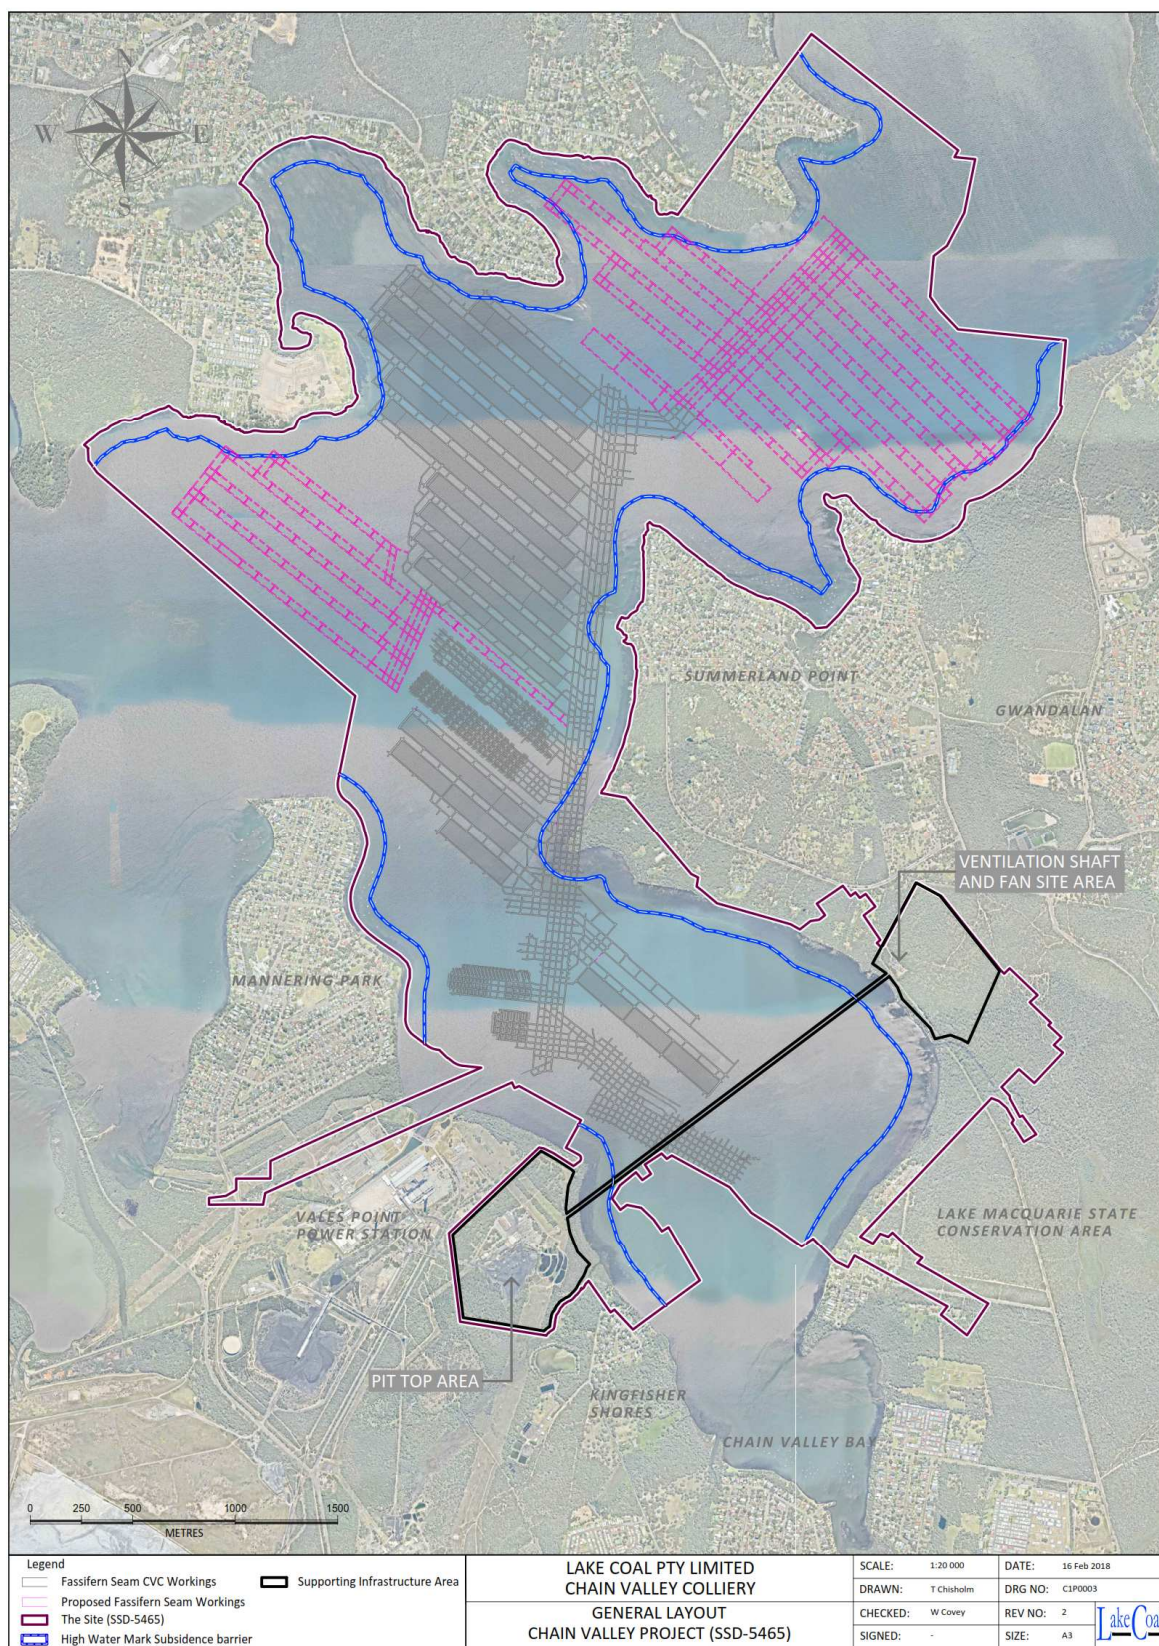 N
W
E
S
SUMMERLAND POINT
GWANDALAN
VENTILATION SHAFT
AND FAN SITE AREA
MANNERING PARK
VALES POINT
POWER STATION
LAKE MACQUARIE STATE
CONSERVATION AREA
PIT TOP AREA
KINGFISHER
SHORES
CHAIN VALLEY BAY
0 250 500 1000 1500
METRES
Legend
Fassifern Seam CVC Workings
Supporting Infrastructure Area
Proposed Fassifern Seam Workings
The Site (SSD-5465)
High Water Mark Subsidence barrier
LAKE COAL PTY LIMITED
CHAIN VALLEY COLLIERY
GENERAL LAYOUT
CHAIN VALLEY PROJECT (SSD-5465)
SCALE: 1:20 000
DATE: 16 Feb 2018
DRAWN: T Chisholm
DRG NO: C1P0003
CHECKED: W Covey
REV NO: 2
SIGNED: -
SIZE: A3
LakeCoa